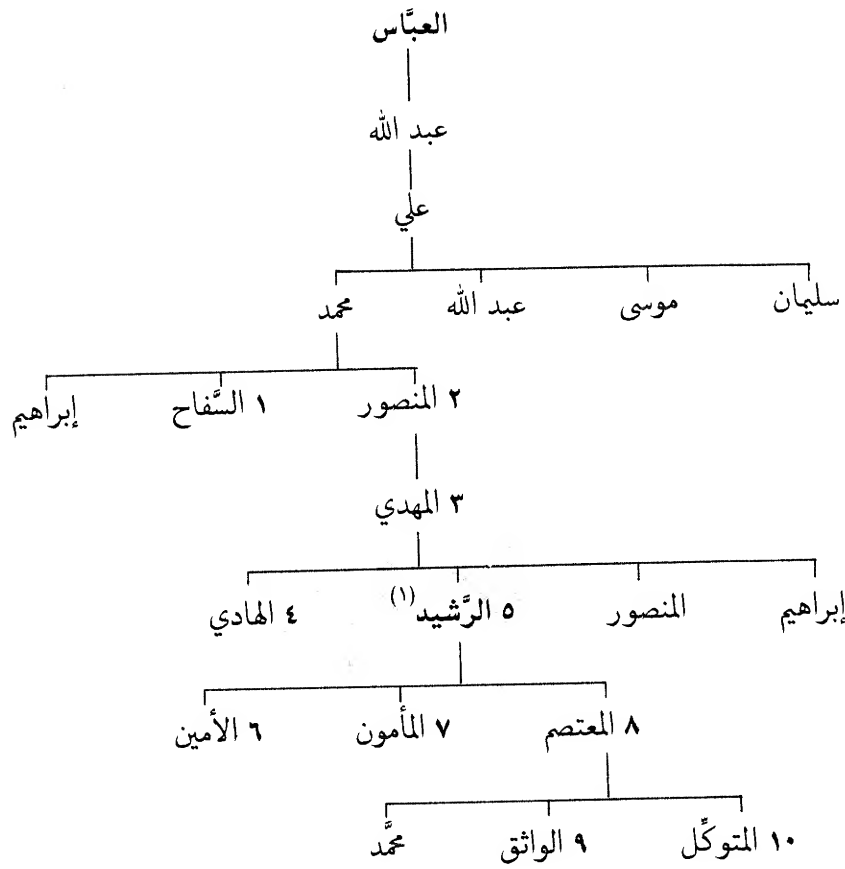 العبَّاس
عبد الله
علي
سليمان موسى عبد الله محمد
٢ المنصور ١ السَّفاح إبراهيم
٣ المهدي
إبراهيم المنصور ٥ الرَّشيد(١) ٤ الهادي
٨ المعتصم ٧ المأمون ٦ الأمين
١٠ المتوكِّل ٩ الواثق محمَّد